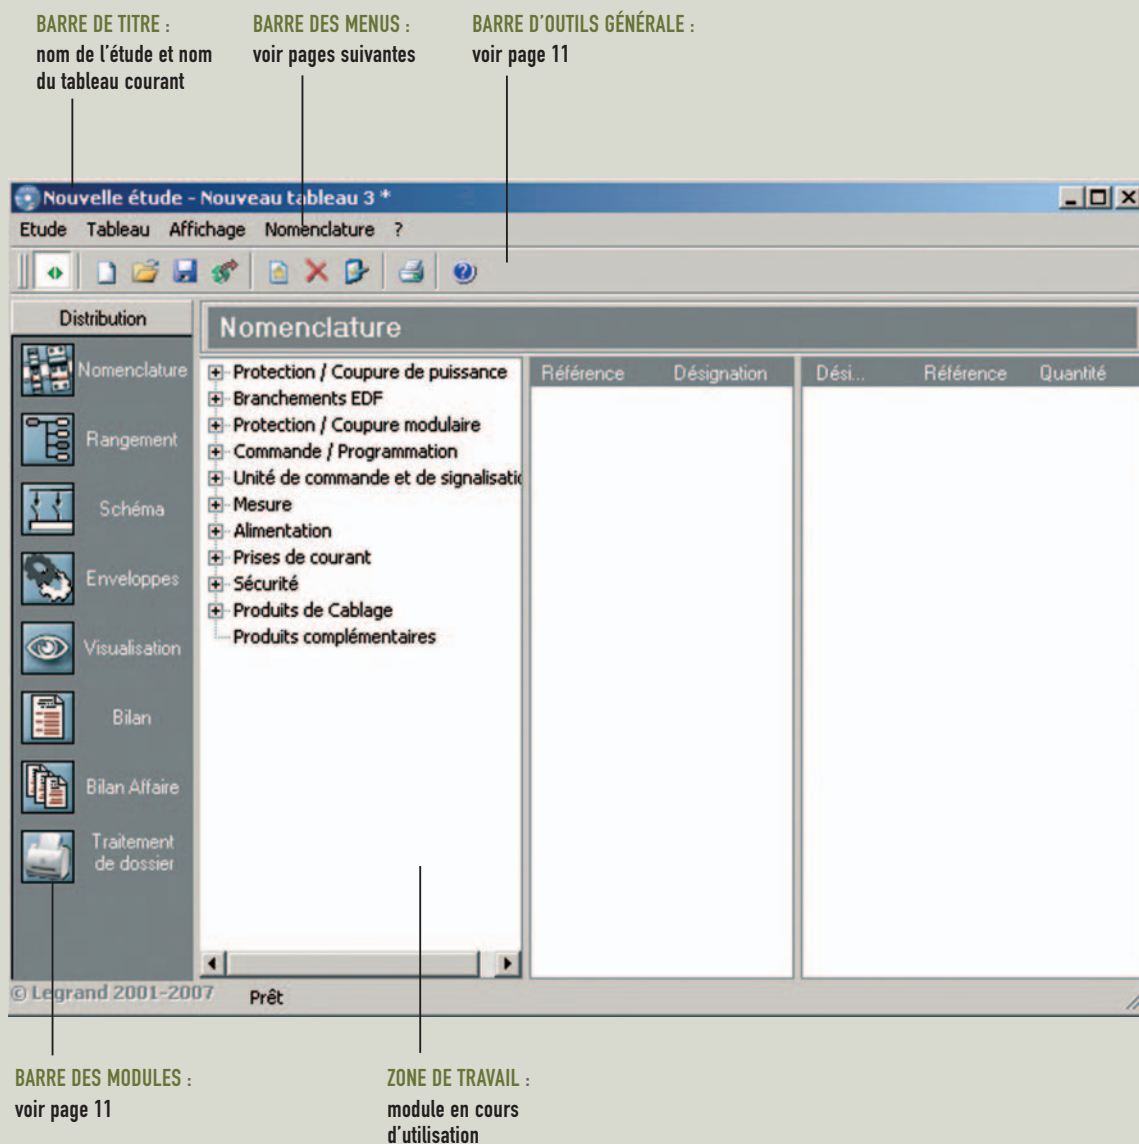 BARRE DE TITRE :
nom de l'étude et nom
du tableau courant
BARRE DES MENUS :
voir pages suivantes
BARRE D'OUTILS GÉNÉRALE :
voir page 11
Nouvelle étude - Nouveau tableau 3 *
Etude Tableau Affichage Nomenclature ?
Distribution
Nomenclature
Rangement
Schéma
Enveloppes
Visualisation
Bilan
Bilan Affaire
Traitement
de dossier
Nomenclature
Protection / Coupure de puissance
Branchements EDF
Protection / Coupure modulaire
Commande / Programmation
Unité de commande et de signalisatio
Mesure
Alimentation
Prises de courant
Sécurité
Produits de Cablage
Produits complémentaires
Référence Désignation
Dési... Référence Quantité
© Legrand 2001-2007 Prêt
BARRE DES MODULES :
voir page 11
ZONE DE TRAVAIL :
module en cours
d'utilisation